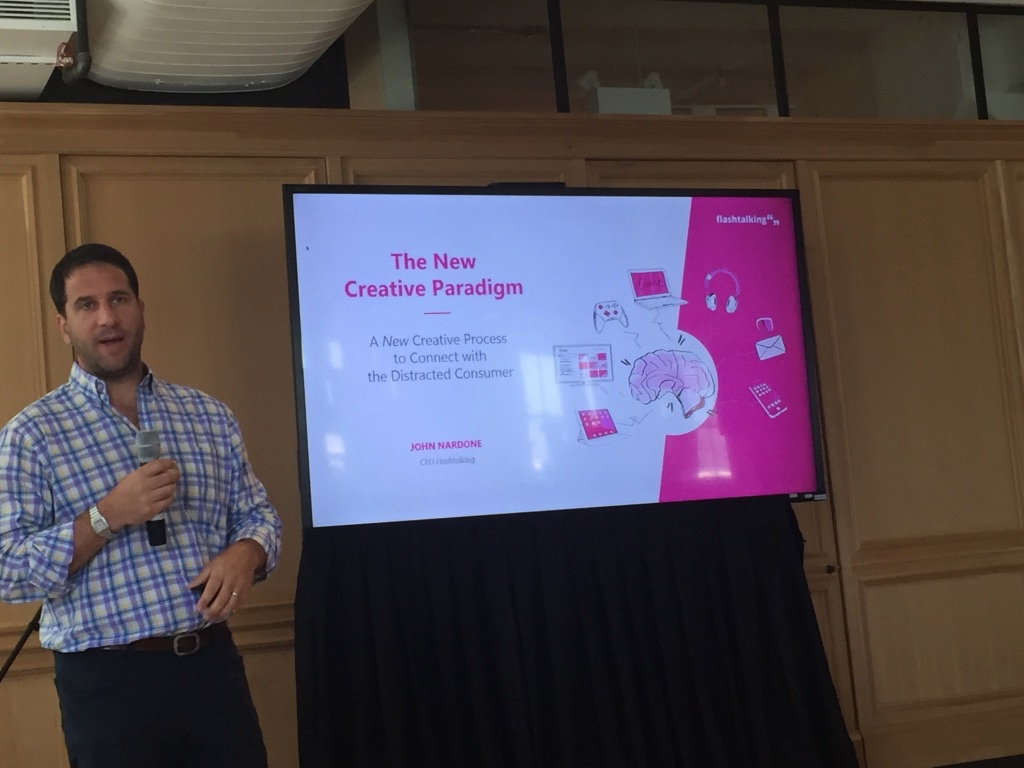 flashtalking
The New
Creative Paradigm
A New Creative Process
to Connect with
the Distracted Consumer
JOHN NARDONE
CEO Flashtalking